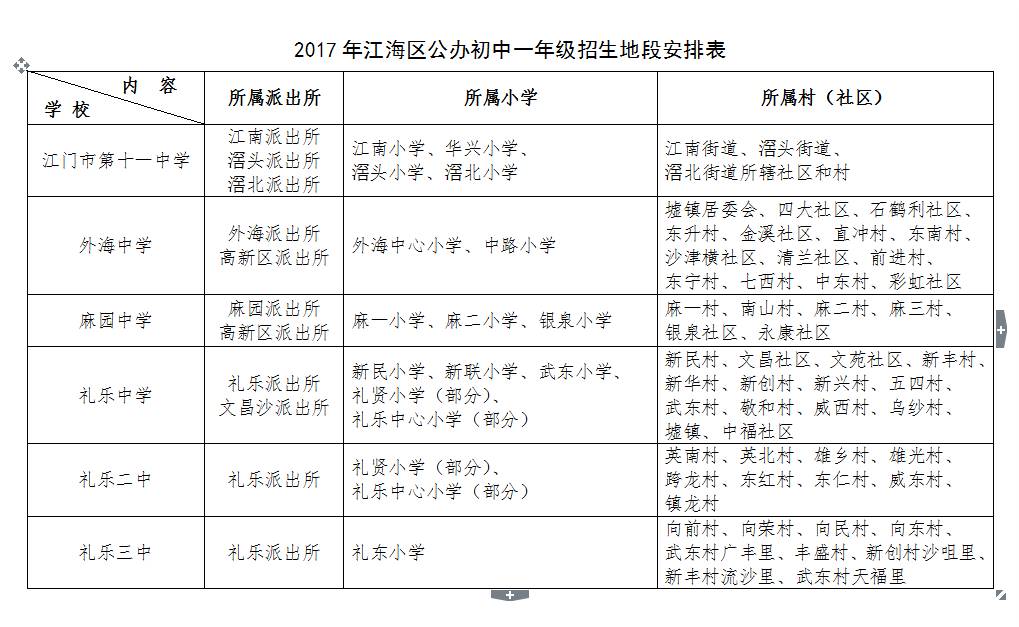 2017年江海区公办初中一年级招生地段安排表
内 容
学 校
所属派出所
所属小学
所属村（社区）
江门市第十一中学
江南派出所
滘头派出所
滘北派出所
江南小学、华兴小学、
滘头小学、滘北小学
江南街道、滘头街道、
滘北街道所辖社区和村
外海中学
外海派出所
高新区派出所
外海中心小学、中路小学
墟镇居委会、四大社区、石鹤利社区、
东升村、金溪社区、直冲村、东南村、
沙津横社区、清兰社区、前进村、
东宁村、七西村、中东村、彩虹社区
麻园中学
麻园派出所
高新区派出所
麻一小学、麻二小学、银泉小学
麻一村、南山村、麻二村、麻三村、
银泉社区、永康社区
礼乐中学
礼乐派出所
文昌沙派出所
新民小学、新联小学、武东小学、
礼贤小学（部分）、
礼乐中心小学（部分）
新民村、文昌社区、文苑社区、新丰村、
新华村、新创村、新兴村、五四村、
武东村、敬和村、威西村、乌纱村、
墟镇、中福社区
礼乐二中
礼乐派出所
礼贤小学（部分）、
礼乐中心小学（部分）
英南村、英北村、雄乡村、雄光村、
跨龙村、东红村、东仁村、威东村、
镇龙村
礼乐三中
礼乐派出所
礼东小学
向前村、向荣村、向民村、向东村、
武东村广丰里、丰盛村、新创村沙咀里、
新丰村流沙里、武东村天福里